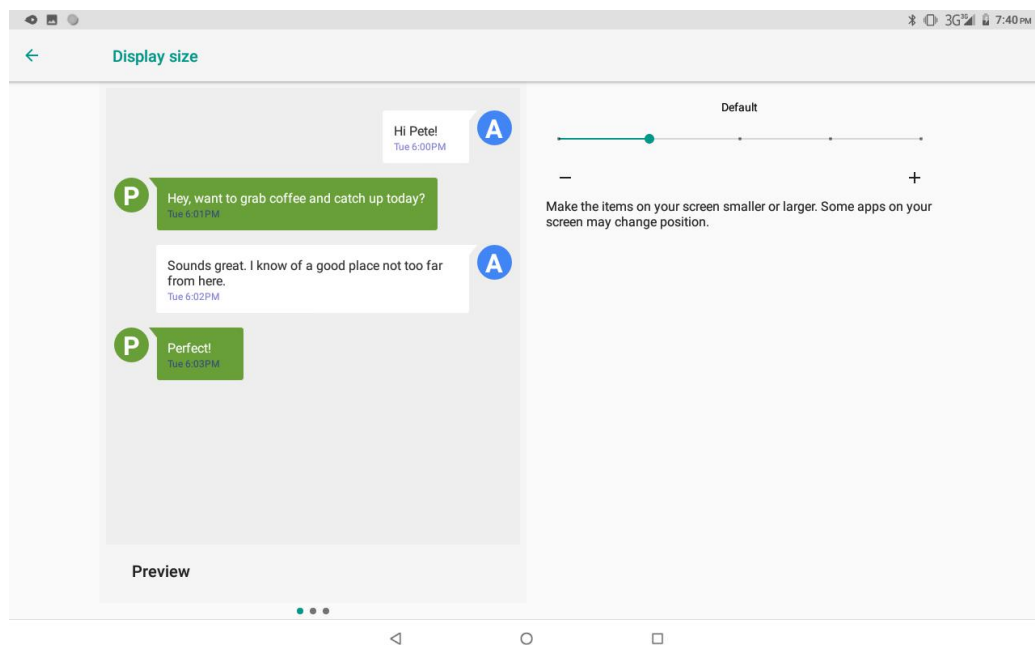 3G 3G 7:40 PM
Display size
Hi Pete!
Tue 6:00PM
A
P
Hey, want to grab coffee and catch up today?
Tue 6:01PM
Sounds great. I know of a good place not too far
from here.
Tue 6:02PM
A
P
Perfect!
Tue 6:03PM
Preview
Default
− +
Make the items on your screen smaller or larger. Some apps on your
screen may change position.